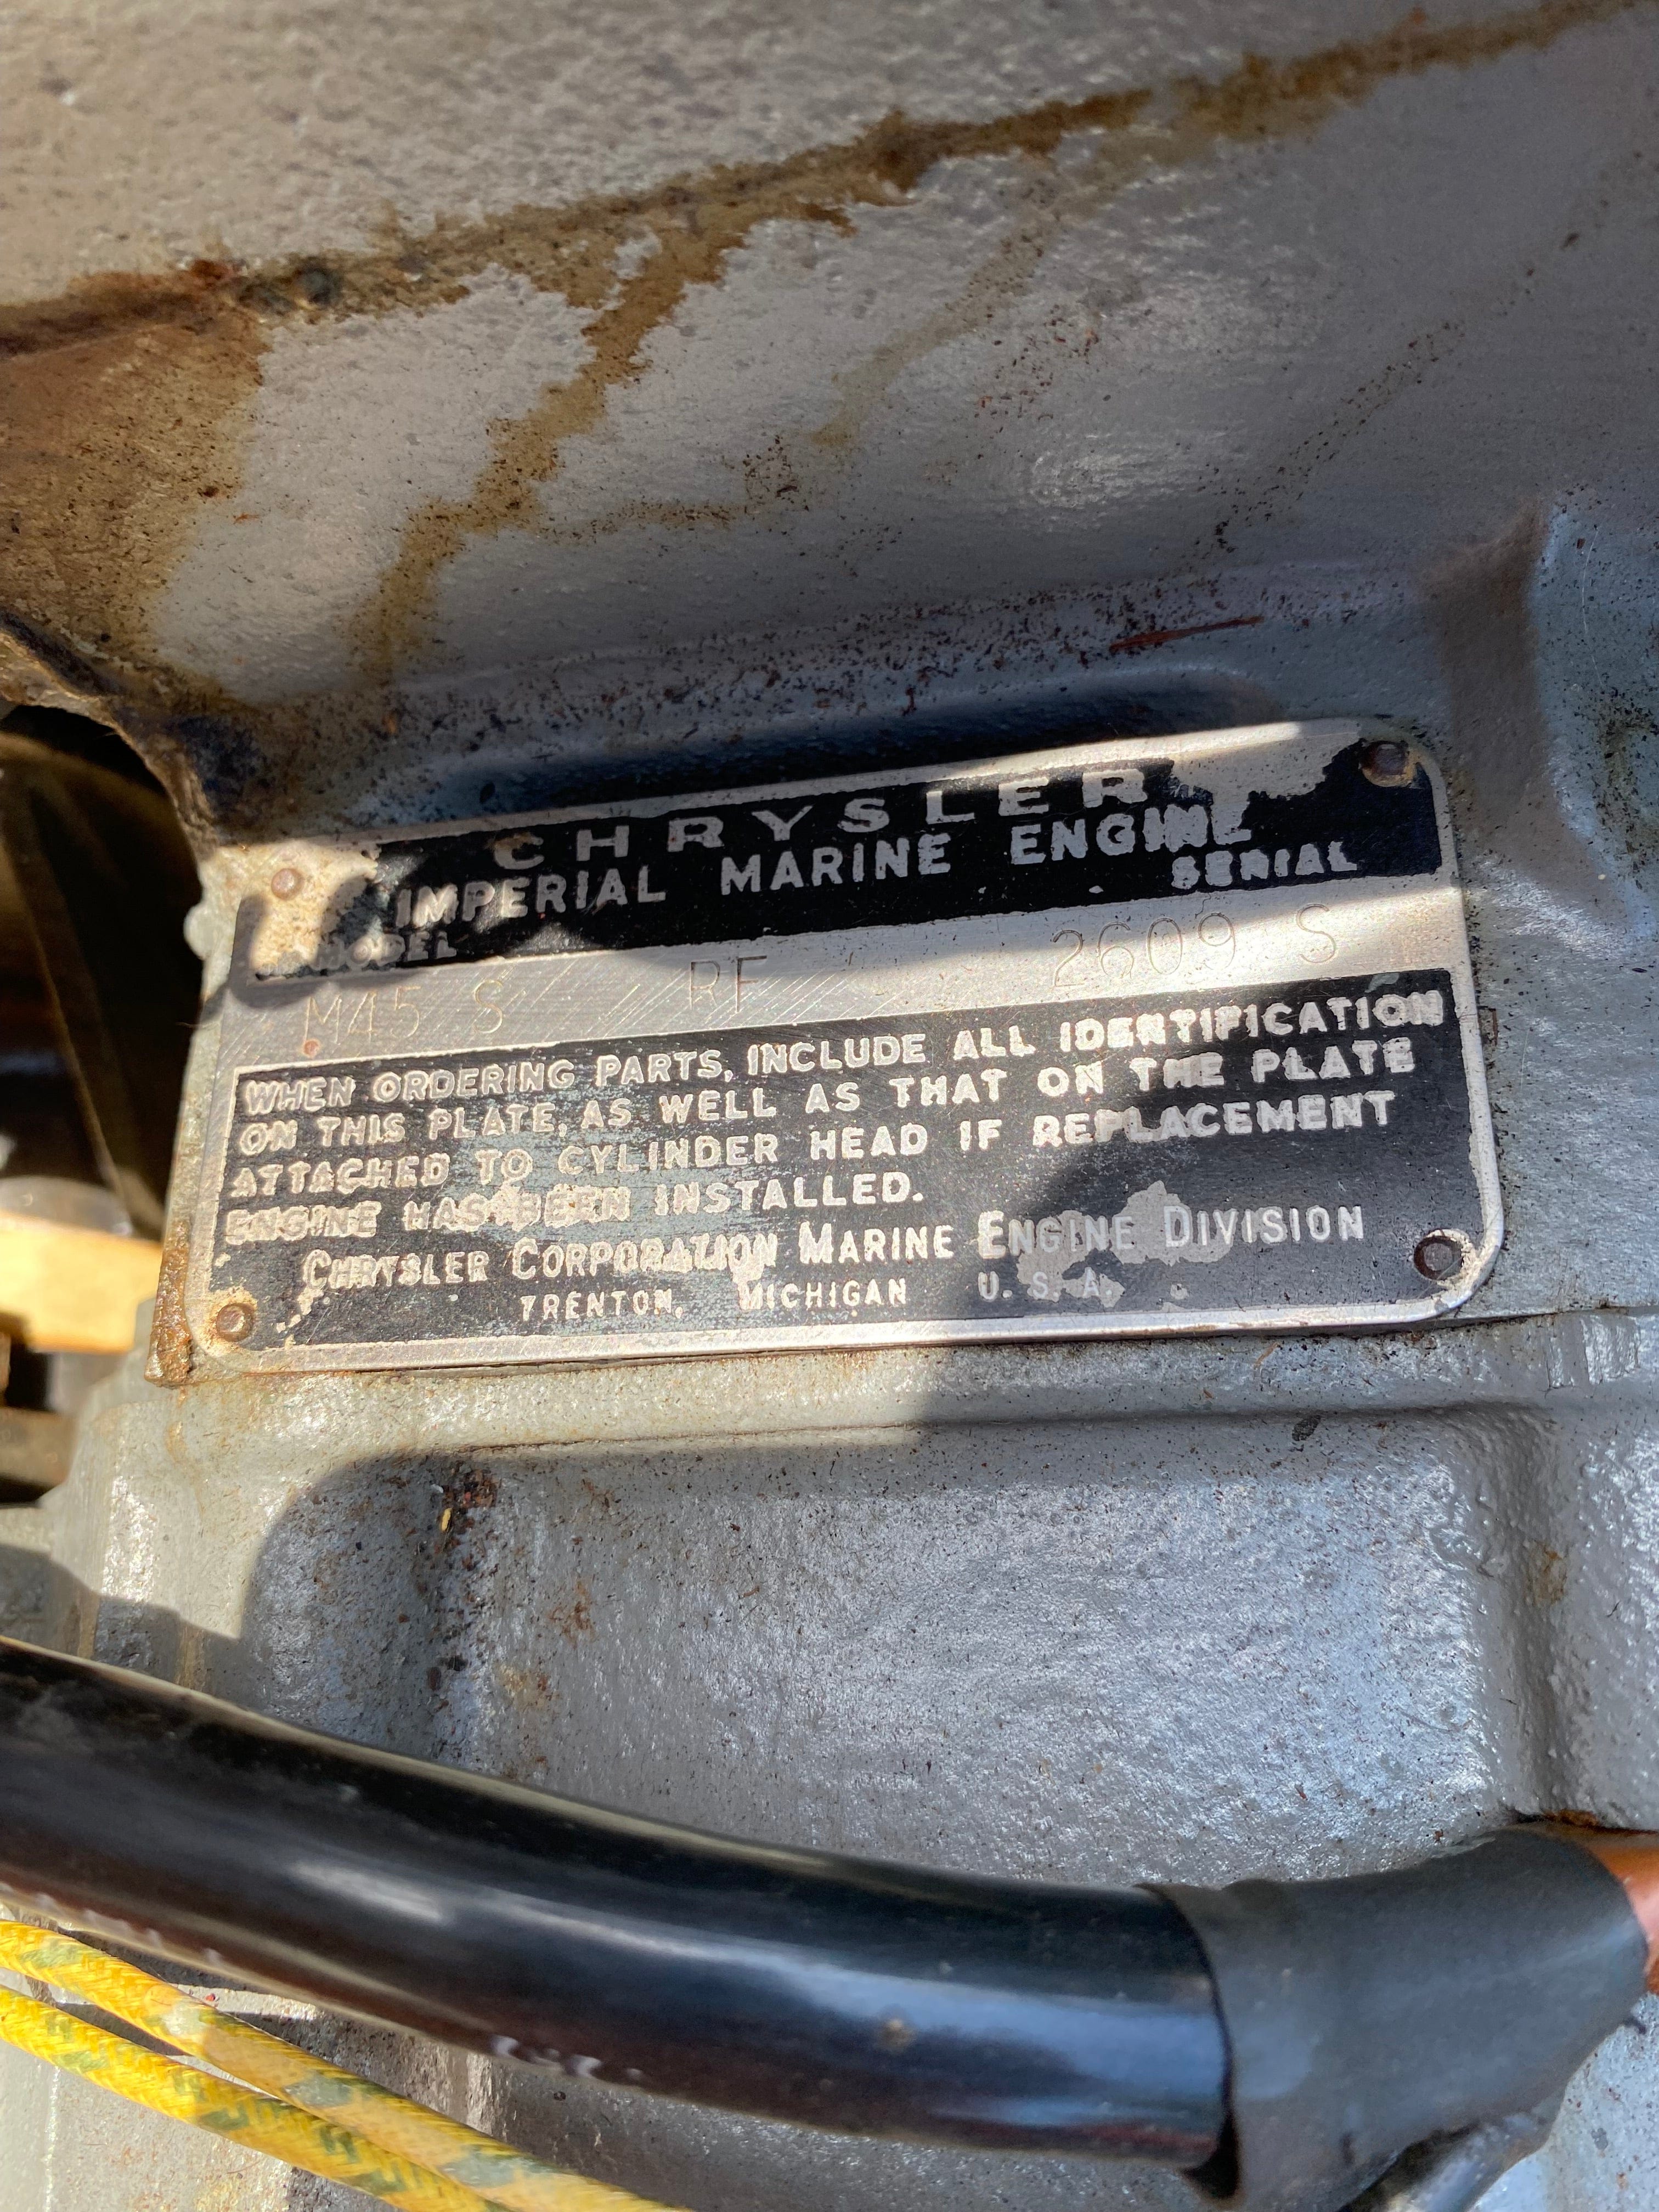 CHRYSLER
IMPERIAL MARINE ENGINE
MODEL SERIAL
M45 S RF 2609 S
WHEN ORDERING PARTS, INCLUDE ALL IDENTIFICATION
ON THIS PLATE, AS WELL AS THAT ON THE PLATE
ATTACHED TO CYLINDER HEAD IF REPLACEMENT
ENGINE HAS BEEN INSTALLED.
CHRYSLER CORPORATION MARINE ENGINE DIVISION
TRENTON, MICHIGAN U. S. A.